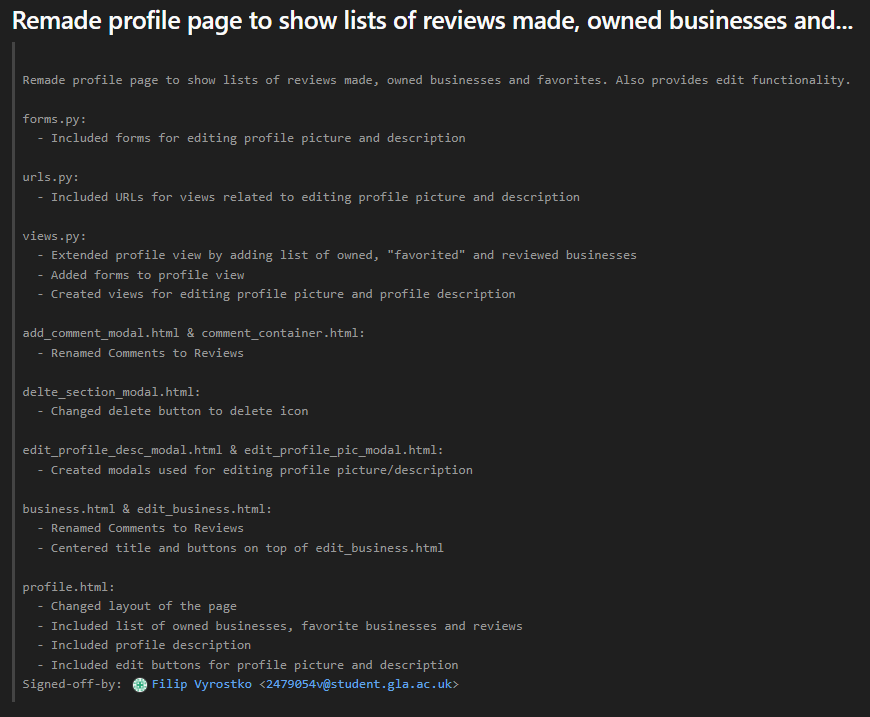 Remade profile page to show lists of reviews made, owned businesses and...
Remade profile page to show lists of reviews made, owned businesses and favorites. Also provides edit functionality.
forms.py:
- Included forms for editing profile picture and description
urls.py:
- Included URLs for views related to editing profile picture and description
views.py:
- Extended profile view by adding list of owned, "favorited" and reviewed businesses
- Added forms to profile view
- Created views for editing profile picture and profile description
add_comment_modal.html & comment_container.html:
- Renamed Comments to Reviews
delte_section_modal.html:
- Changed delete button to delete icon
edit_profile_desc_modal.html & edit_profile_pic_modal.html:
- Created modals used for editing profile picture/description
business.html & edit_business.html:
- Renamed Comments to Reviews
- Centered title and buttons on top of edit_business.html
profile.html:
- Changed layout of the page
- Included list of owned businesses, favorite businesses and reviews
- Included profile description
- Included edit buttons for profile picture and description
Signed-off-by: Filip Vyrostko <2479054v@student.gla.ac.uk>